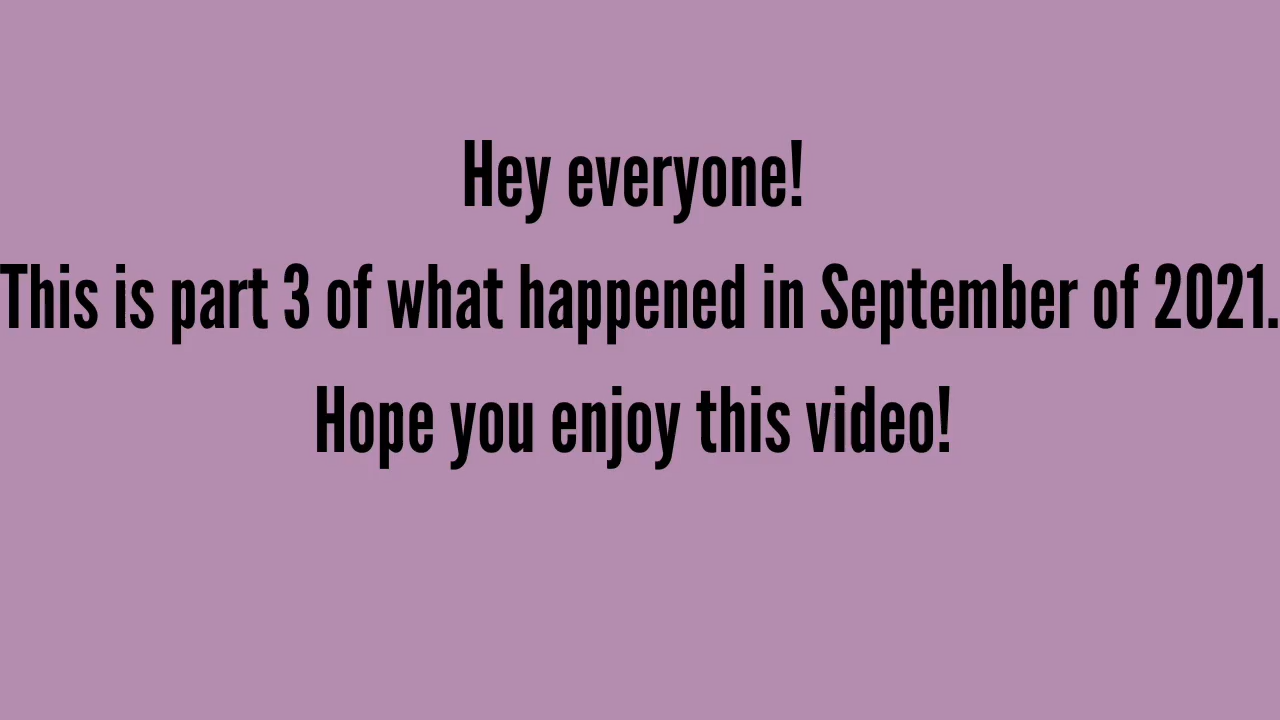 Hey everyone!
This is part 3 of what happened in September of 2021.
Hope you enjoy this video!